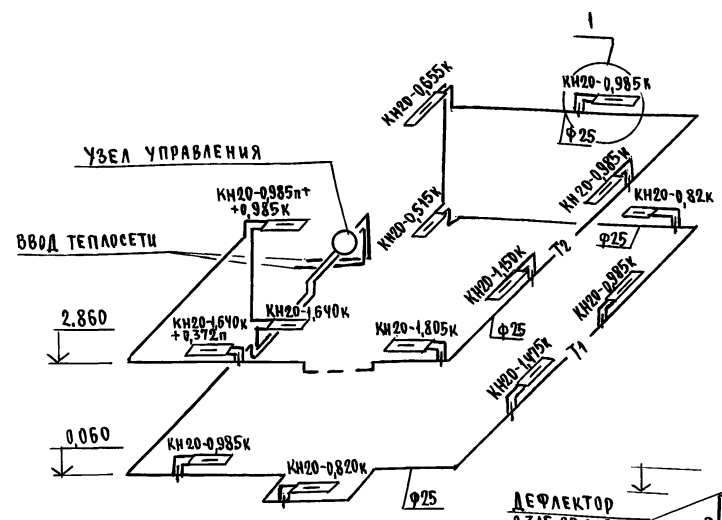 1
КН20-0,655к
КН20-0,985к
ф25
УЗЕЛ УПРАВЛЕНИЯ
КН20-0,985к
КН20-0,985п+
+0,985к
КН20-0,82к
КН20-0,515к
ВВОД ТЕПЛОСЕТИ
ф25
Т2
КН20-1,150к
КН20-0,985к
2.860
КН20-1,640к
+0,372п
КН20-1,640к
КН20-1,805к
ф25
Т1
КН20-1,475к
0,060
КН20-0,985к
КН20-0,820к
ф25
ДЕФЛЕКТОР